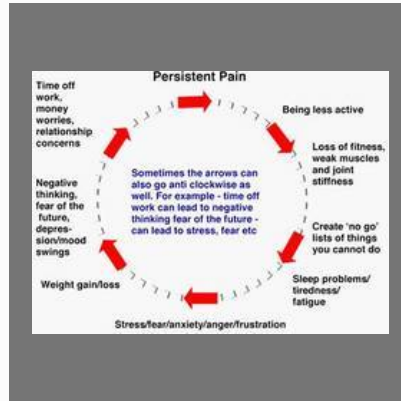 Persistent Pain
Being less active
Loss of fitness,
weak muscles
and joint
stiffness
Create 'no go'
lists of things
you cannot do
Sleep problems/
tiredness/
fatigue
Stress/fear/anxiety/anger/frustration
Weight gain/loss
Negative
thinking,
fear of the
future,
depres-
sion/mood
swings
Time off
work,
money
worries,
relationship
concerns
Sometimes the arrows can
also go anti clockwise as
well. For example - time off
work can lead to negative
thinking fear of the future -
can lead to stress, fear etc